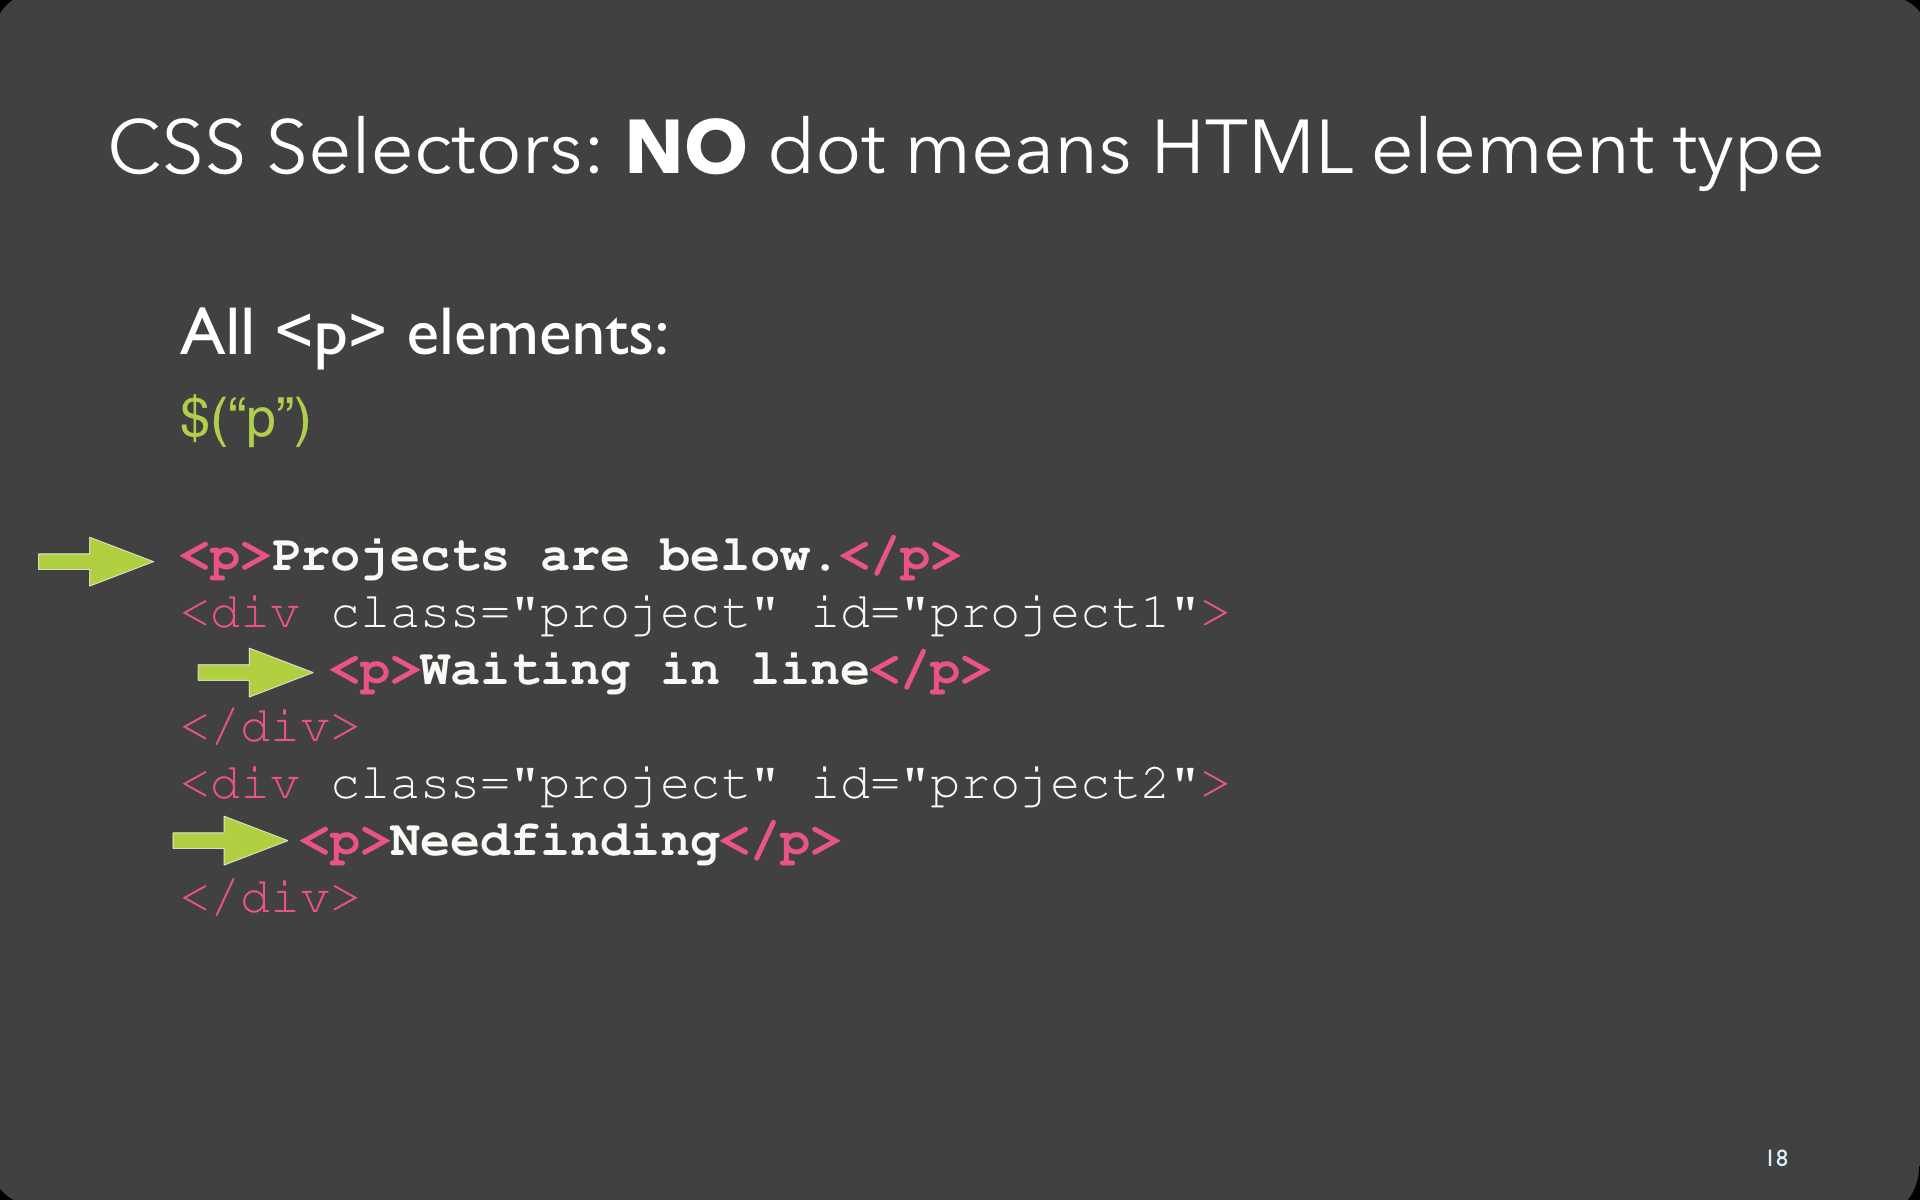 CSS Selectors: NO dot means HTML element type
All <p> elements:
$(“p”)
<p>Projects are below.</p>
<div class="project" id="project1">
<p>Waiting in line</p>
</div>
<div class="project" id="project2">
<p>Needfinding</p>
</div>
18